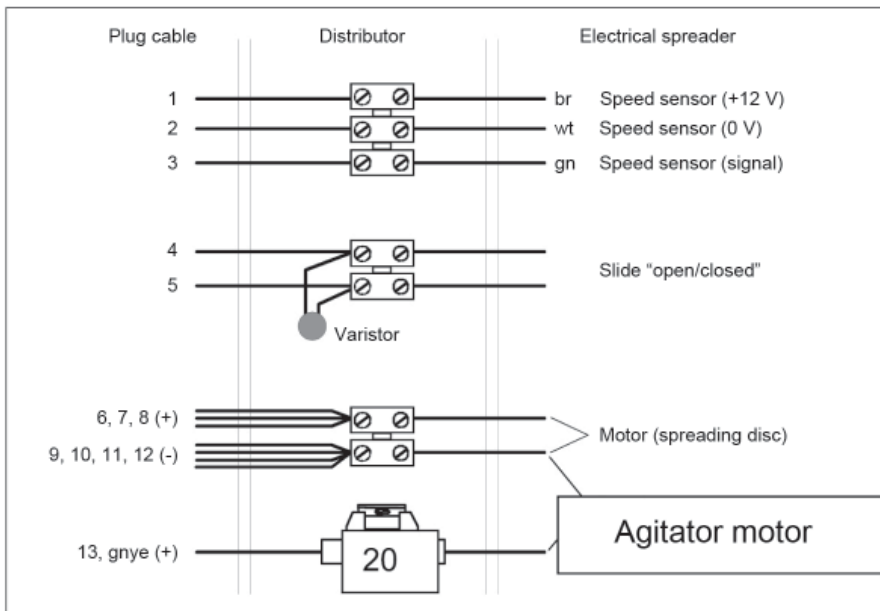 Plug cable Distributor Electrical spreader
1 br Speed sensor (+12 V)
2 wt Speed sensor (0 V)
3 gn Speed sensor (signal)
4
Slide "open/closed"
5
Varistor
6, 7, 8 (+)
Motor (spreading disc)
9, 10, 11, 12 (-)
Agitator motor
13, gnye (+) 20